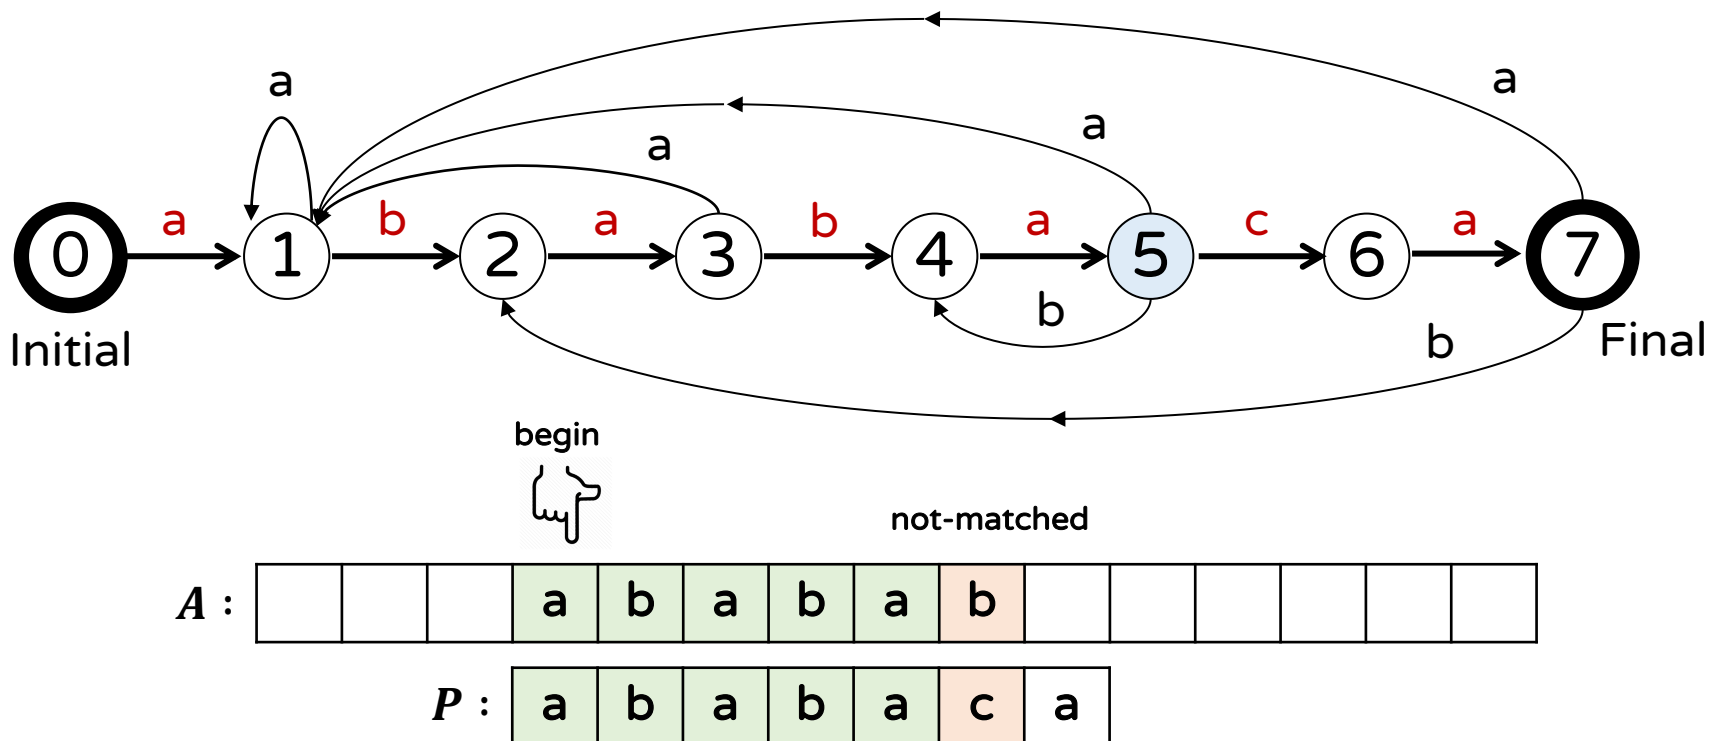 a
a
a
a
a b a b a c a
0 1 2 3 4 5 6 7
b
Initial b Final
begin
not-matched
A : a b a b a b
P : a b a b a c a